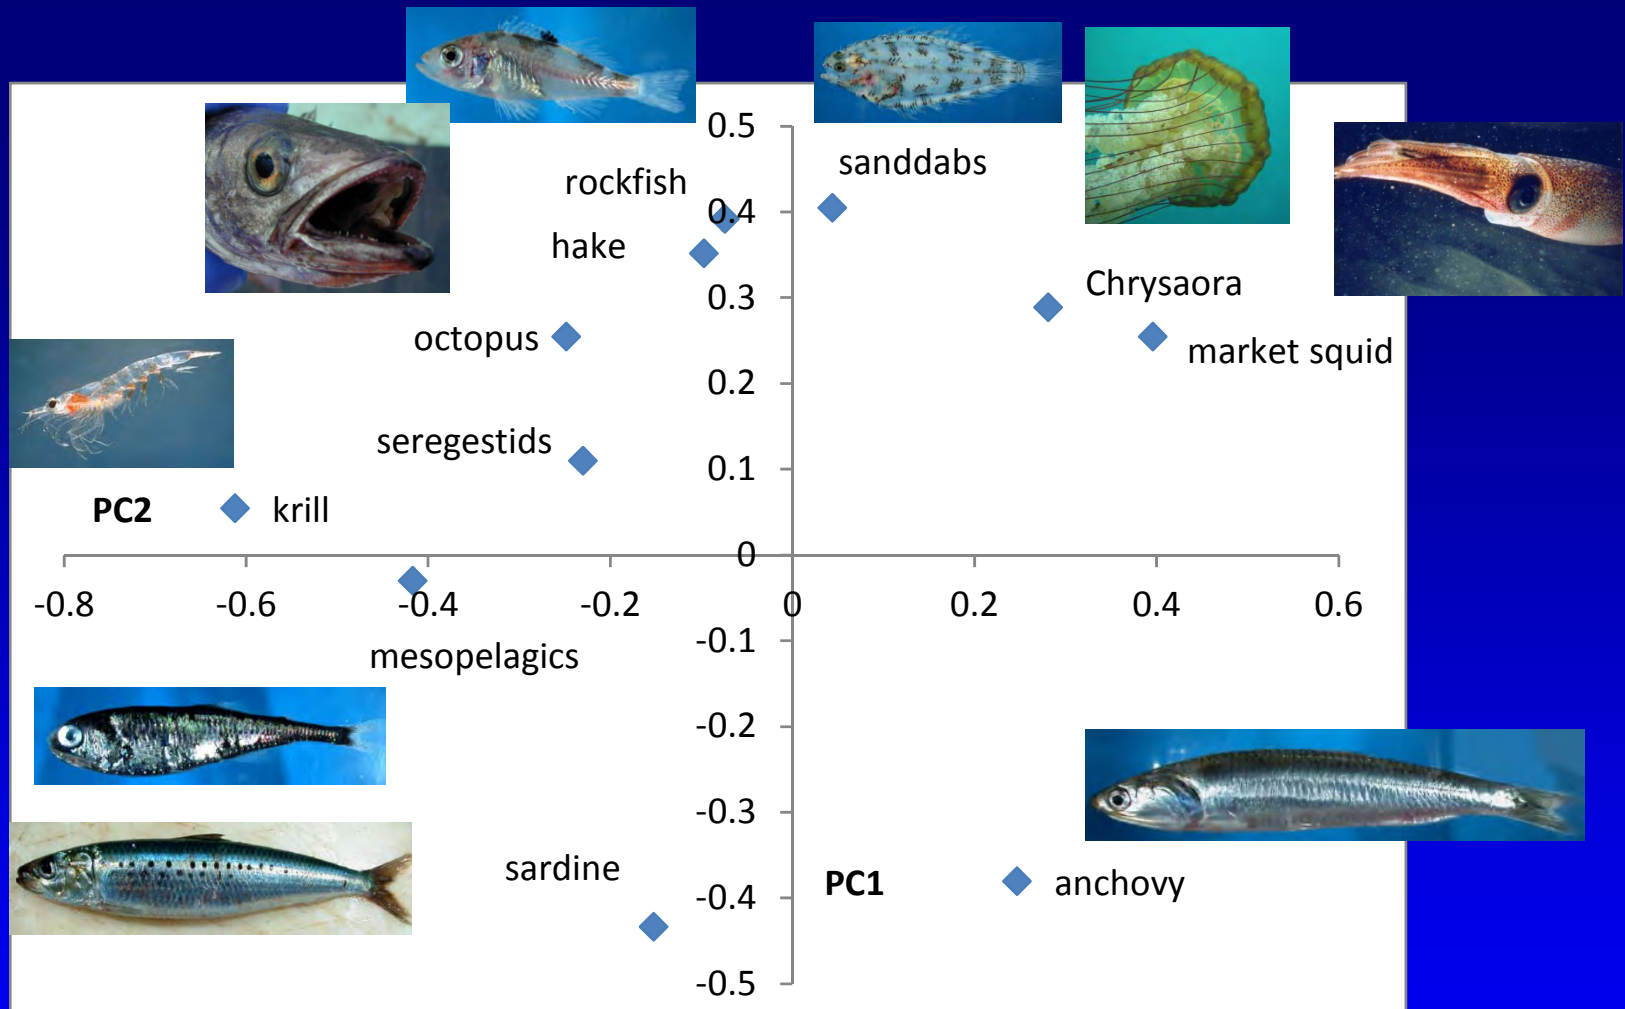 0.5
sanddabs
rockfish
0.4
hake
Chrysaora
0.3
octopus
market squid
0.2
seregestids
0.1
PC2
krill
0
-0.8
-0.6
-0.4
-0.2
0
0.2
0.4
0.6
-0.1
mesopelagics
-0.2
-0.3
sardine
PC1
anchovy
-0.4
-0.5